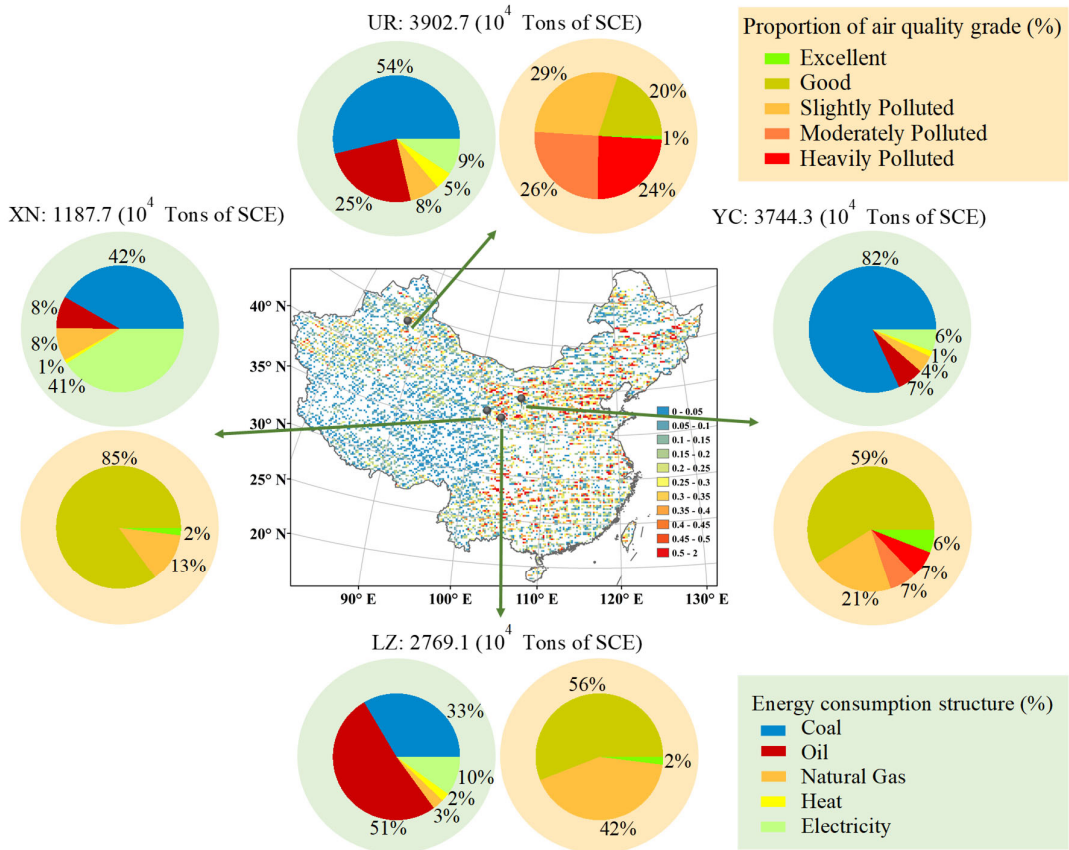 UR: 3902.7 (10⁴ Tons of SCE)
54%
25%
8%
5%
9%
29%
20%
1%
24%
26%
Proportion of air quality grade (%)
Excellent
Good
Slightly Polluted
Moderately Polluted
Heavily Polluted
XN: 1187.7 (10⁴ Tons of SCE)
42%
8%
8%
1%
41%
85%
2%
13%
YC: 3744.3 (10⁴ Tons of SCE)
82%
6%
1%
4%
7%
59%
6%
7%
7%
21%
40° N
35° N
30° N
25° N
20° N
90° E
100° E
110° E
120° E
130° E
0 - 0.05
0.05 - 0.1
0.1 - 0.15
0.15 - 0.2
0.2 - 0.25
0.25 - 0.3
0.3 - 0.35
0.35 - 0.4
0.4 - 0.45
0.45 - 0.5
0.5 - 2
LZ: 2769.1 (10⁴ Tons of SCE)
33%
10%
2%
3%
51%
56%
2%
42%
Energy consumption structure (%)
Coal
Oil
Natural Gas
Heat
Electricity